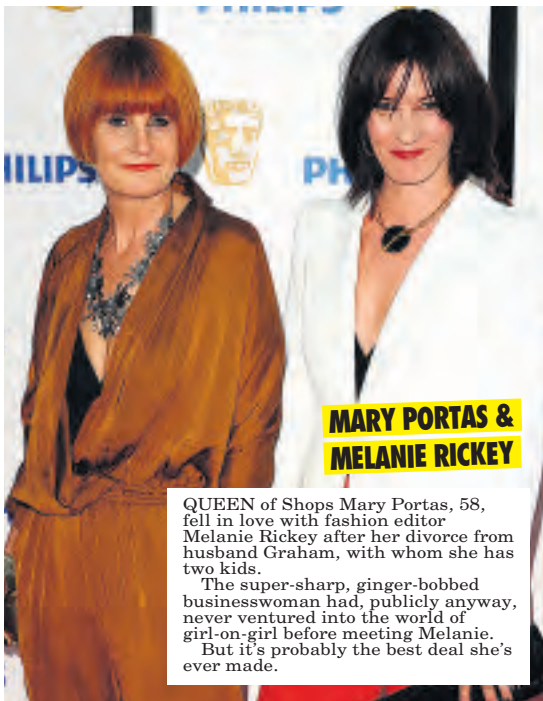 PHILIPS
HILIPS
PH
MARY PORTAS &
MELANIE RICKEY
QUEEN of Shops Mary Portas, 58,
fell in love with fashion editor
Melanie Rickey after her divorce from
husband Graham, with whom she has
two kids.
The super-sharp, ginger-bobbed
businesswoman had, publicly anyway,
never ventured into the world of
girl-on-girl before meeting Melanie.
But it’s probably the best deal she’s
ever made.